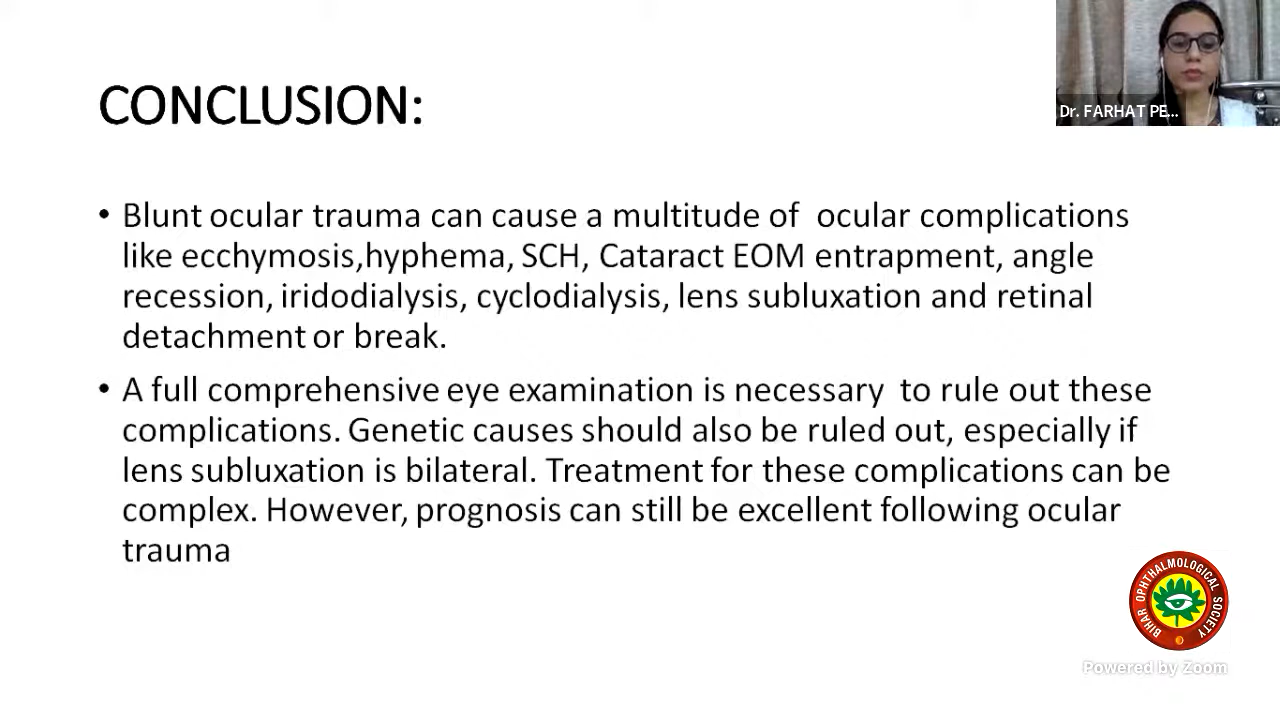 CONCLUSION:
Dr. FARHAT PE...
• Blunt ocular trauma can cause a multitude of ocular complications
like ecchymosis,hyphema, SCH, Cataract EOM entrapment, angle
recession, iridodialysis, cyclodialysis, lens subluxation and retinal
detachment or break.
• A full comprehensive eye examination is necessary to rule out these
complications. Genetic causes should also be ruled out, especially if
lens subluxation is bilateral. Treatment for these complications can be
complex. However, prognosis can still be excellent following ocular
trauma
BIHAR OPHTHALMOLOGICAL SOCIETY
Powered by Zoom